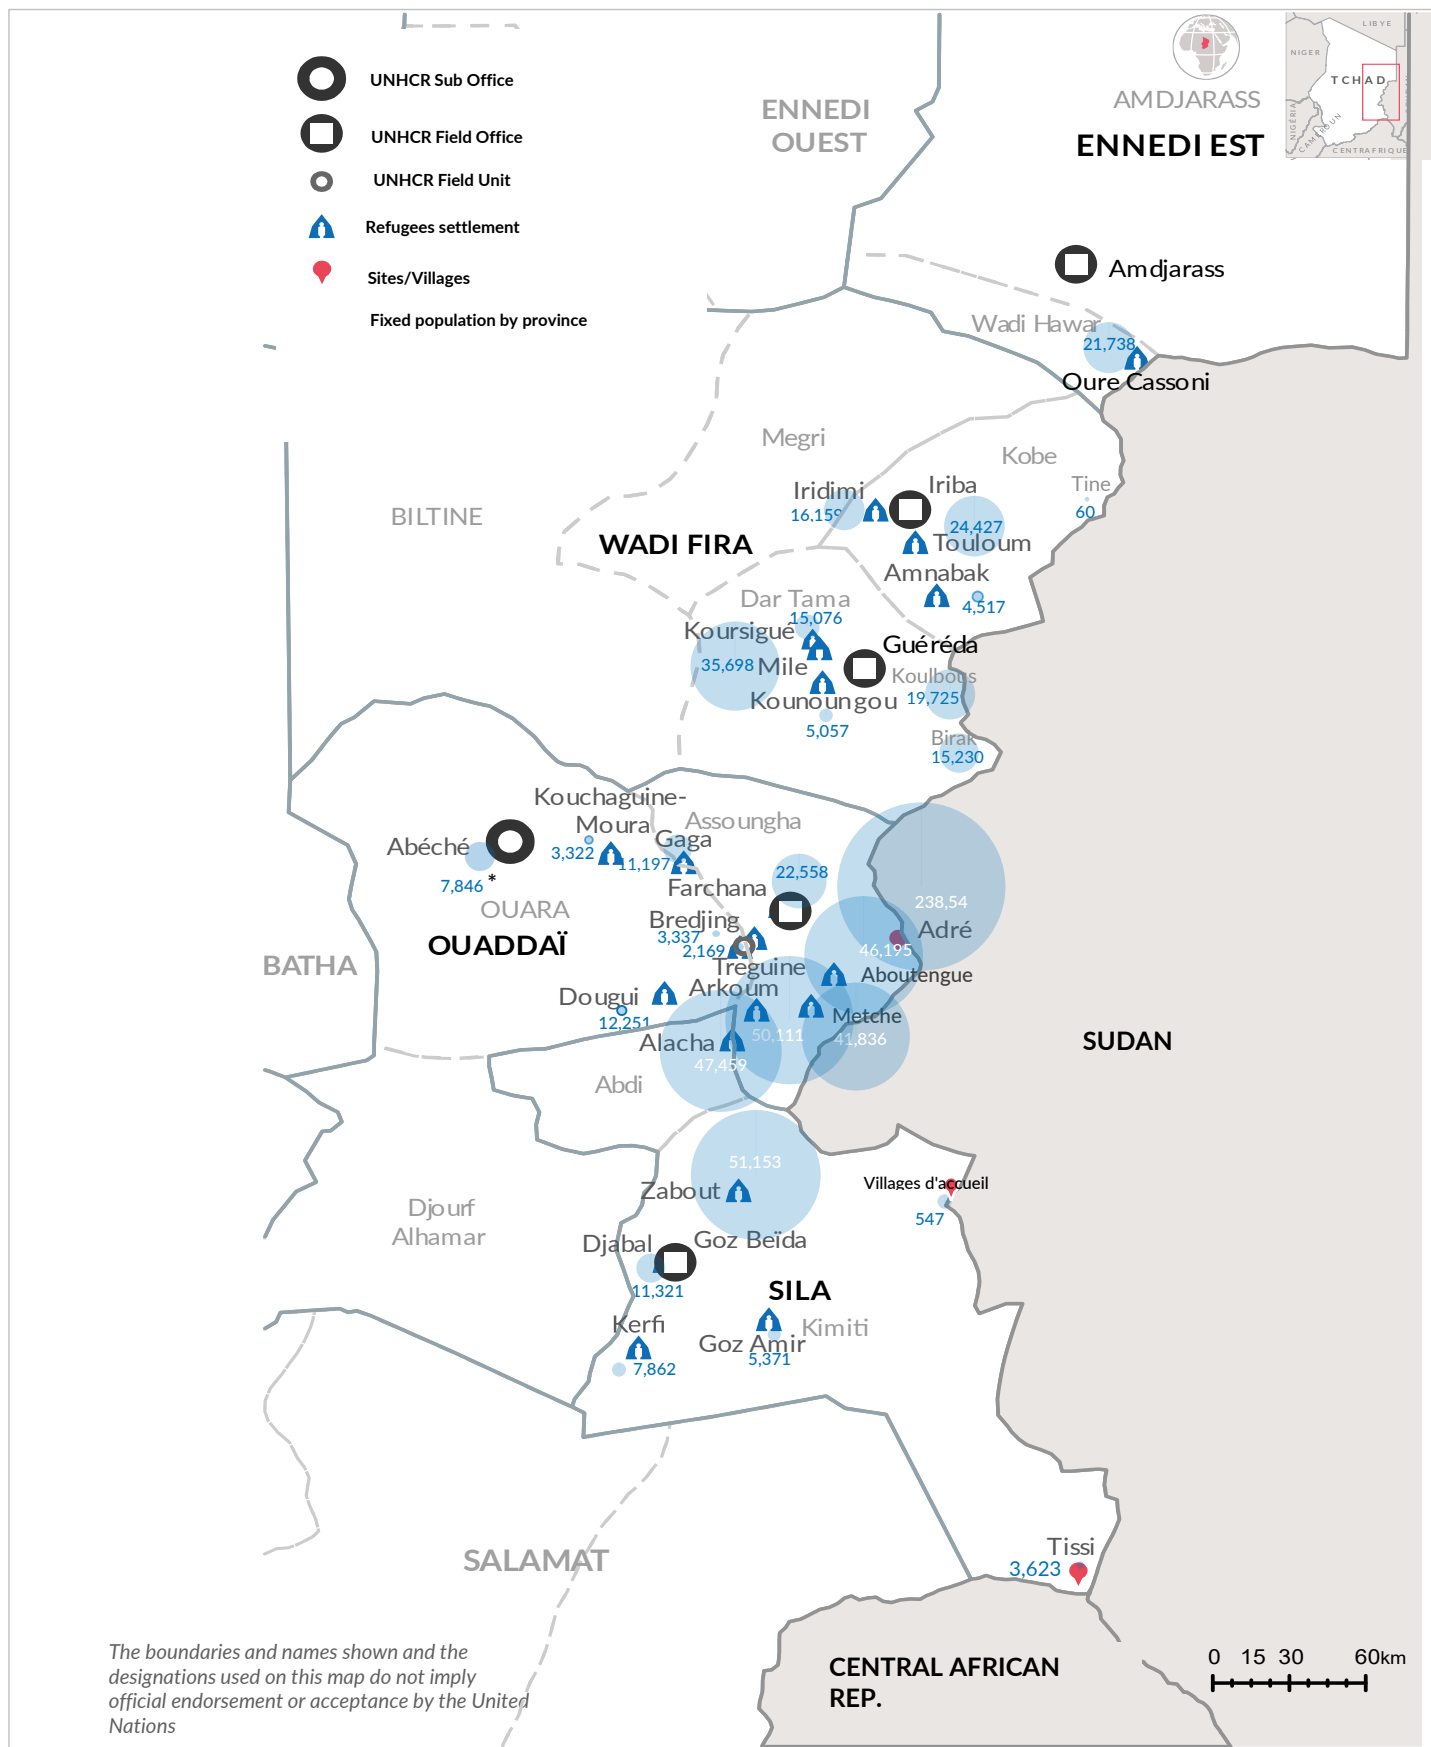 UNHCR Sub Office
UNHCR Field Office
UNHCR Field Unit
Refugees settlement
Sites/Villages
Fixed population by province
LIBYE
NIGER
TCHAD
NIGÉRIA
CAMEROUN
CENTRAFRIQUE
AMDJARASS
ENNEDI
OUEST
ENNEDI EST
Amdjarass
Wadi Hawar
21,738
Oure Cassoni
Megri
Kobe
Iridimi
16,159
Iriba
Tine
60
24,427
Touloum
BILTINE
WADI FIRA
Amnabak
4,517
Dar Tama
15,076
Koursigué
35,698
Mile
Guéréda
Koulbous
19,725
Kounoungou
5,057
Birak
15,230
Kouchaguine-
Moura
3,322
Gaga
11,197
Assoungha
Abéché
7,846 *
22,558
Farchana
OUARA
OUADDAÏ
Bredjing
3,337
2,169
Treguine
238,54
Adré
46,195
Aboutengue
BATHA
Dougui
12,251
Arkoum
50,111
Metche
41,836
Alacha
47,459
Abdi
SUDAN
51,153
Zabout
Villages d'accueil
547
Djourf
Alhamar
Djabal
11,321
Goz Beïda
SILA
Kerfi
7,862
Goz Amir
5,371
Kimiti
Tissi
3,623
SALAMAT
CENTRAL AFRICAN
REP.
0 15 30 60km
The boundaries and names shown and the
designations used on this map do not imply
official endorsement or acceptance by the United
Nations